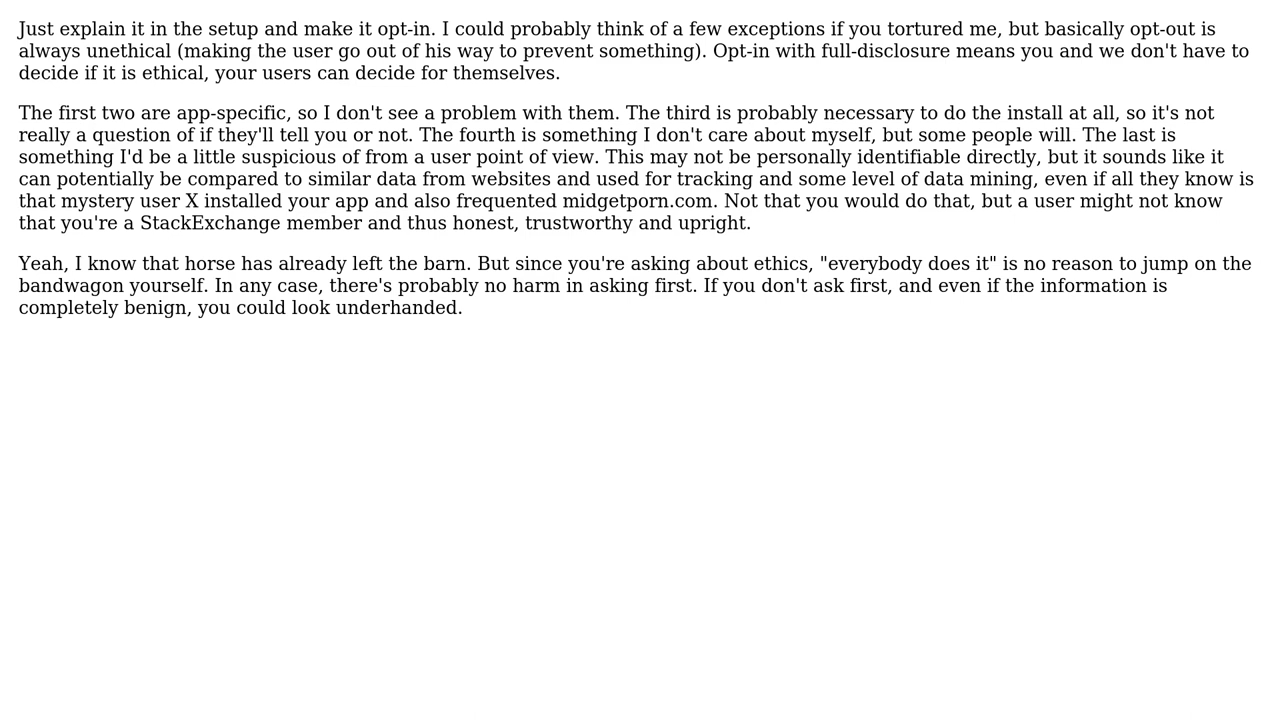 Just explain it in the setup and make it opt-in. I could probably think of a few exceptions if you tortured me, but basically opt-out is
always unethical (making the user go out of his way to prevent something). Opt-in with full-disclosure means you and we don't have to
decide if it is ethical, your users can decide for themselves.
The first two are app-specific, so I don't see a problem with them. The third is probably necessary to do the install at all, so it's not
really a question of if they'll tell you or not. The fourth is something I don't care about myself, but some people will. The last is
something I'd be a little suspicious of from a user point of view. This may not be personally identifiable directly, but it sounds like it
can potentially be compared to similar data from websites and used for tracking and some level of data mining, even if all they know is
that mystery user X installed your app and also frequented midgetporn.com. Not that you would do that, but a user might not know
that you're a StackExchange member and thus honest, trustworthy and upright.
Yeah, I know that horse has already left the barn. But since you're asking about ethics, "everybody does it" is no reason to jump on the
bandwagon yourself. In any case, there's probably no harm in asking first. If you don't ask first, and even if the information is
completely benign, you could look underhanded.